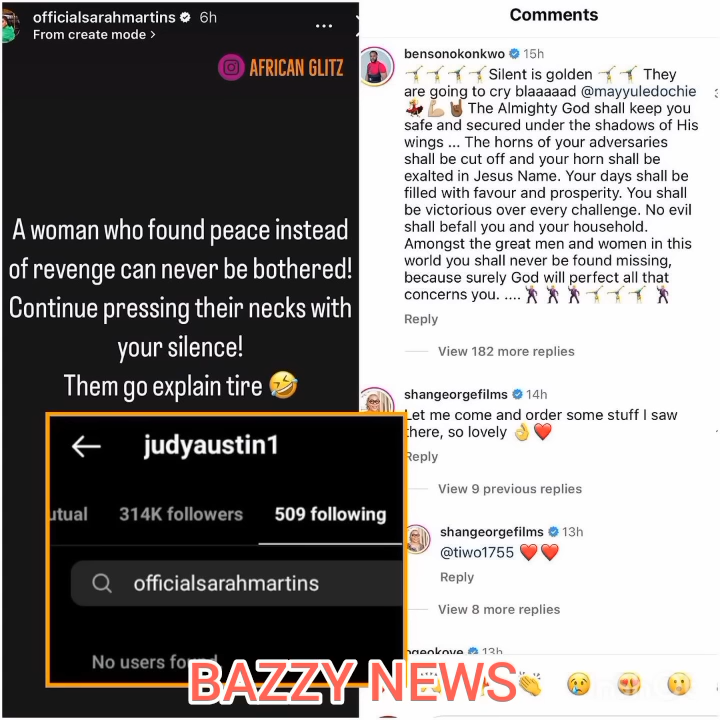 officialsarahmartins 6h
From create mode >
AFRICAN GLITZ
A woman who found peace instead
of revenge can never be bothered!
Continue pressing their necks with
your silence!
Them go explain tire 🤣
judyaustin1
utual 314K followers 509 following
officialsarahmartins
No users found
Comments
bensonokonkwo 15h
🤸🤸🤸🤸Silent is golden 🤸🤸 They
are going to cry blaaaaad @mayyuledochie
The Almighty God shall keep you
safe and secured under the shadows of His
wings ... The horns of your adversaries
shall be cut off and your horn shall be
exalted in Jesus Name. Your days shall be
filled with favour and prosperity. You shall
be victorious over every challenge. No evil
shall befall you and your household.
Amongst the great men and women in this
world you shall never be found missing,
because surely God will perfect all that
concerns you. ....
Reply
View 182 more replies
shangeorgefilms 14h
Let me come and order some stuff I saw
there, so lovely 👌❤️
Reply
View 9 previous replies
shangeorgefilms 13h
@tiwo1755 ❤️❤️
Reply
View 8 more replies
13h
BAZZY NEWS